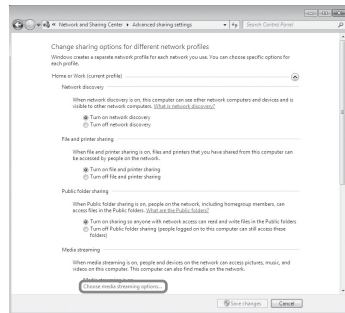 « Network and Sharing Center ▸ Advanced sharing settings
Search Control Panel
Change sharing options for different network profiles
Windows creates a separate network profile for each network you use. You can choose specific options for
each profile.
Home or Work (current profile)
Network discovery
When network discovery is on, this computer can see other network computers and devices and is
visible to other network computers. What is network discovery?
Turn on network discovery
Turn off network discovery
File and printer sharing
When file and printer sharing is on, files and printers that you have shared from this computer can
be accessed by people on the network.
Turn on file and printer sharing
Turn off file and printer sharing
Public folder sharing
When Public folder sharing is on, people on the network, including homegroup members, can
access files in the Public folders. What are the Public folders?
Turn on sharing so anyone with network access can read and write files in the Public folders
Turn off Public folder sharing (people logged on to this computer can still access these
folders)
Media streaming
When media streaming is on, people and devices on the network can access pictures, music, and
videos on this computer. This computer can also find media on the network.
Media streaming is on.
Choose media streaming options...
Save changes
Cancel